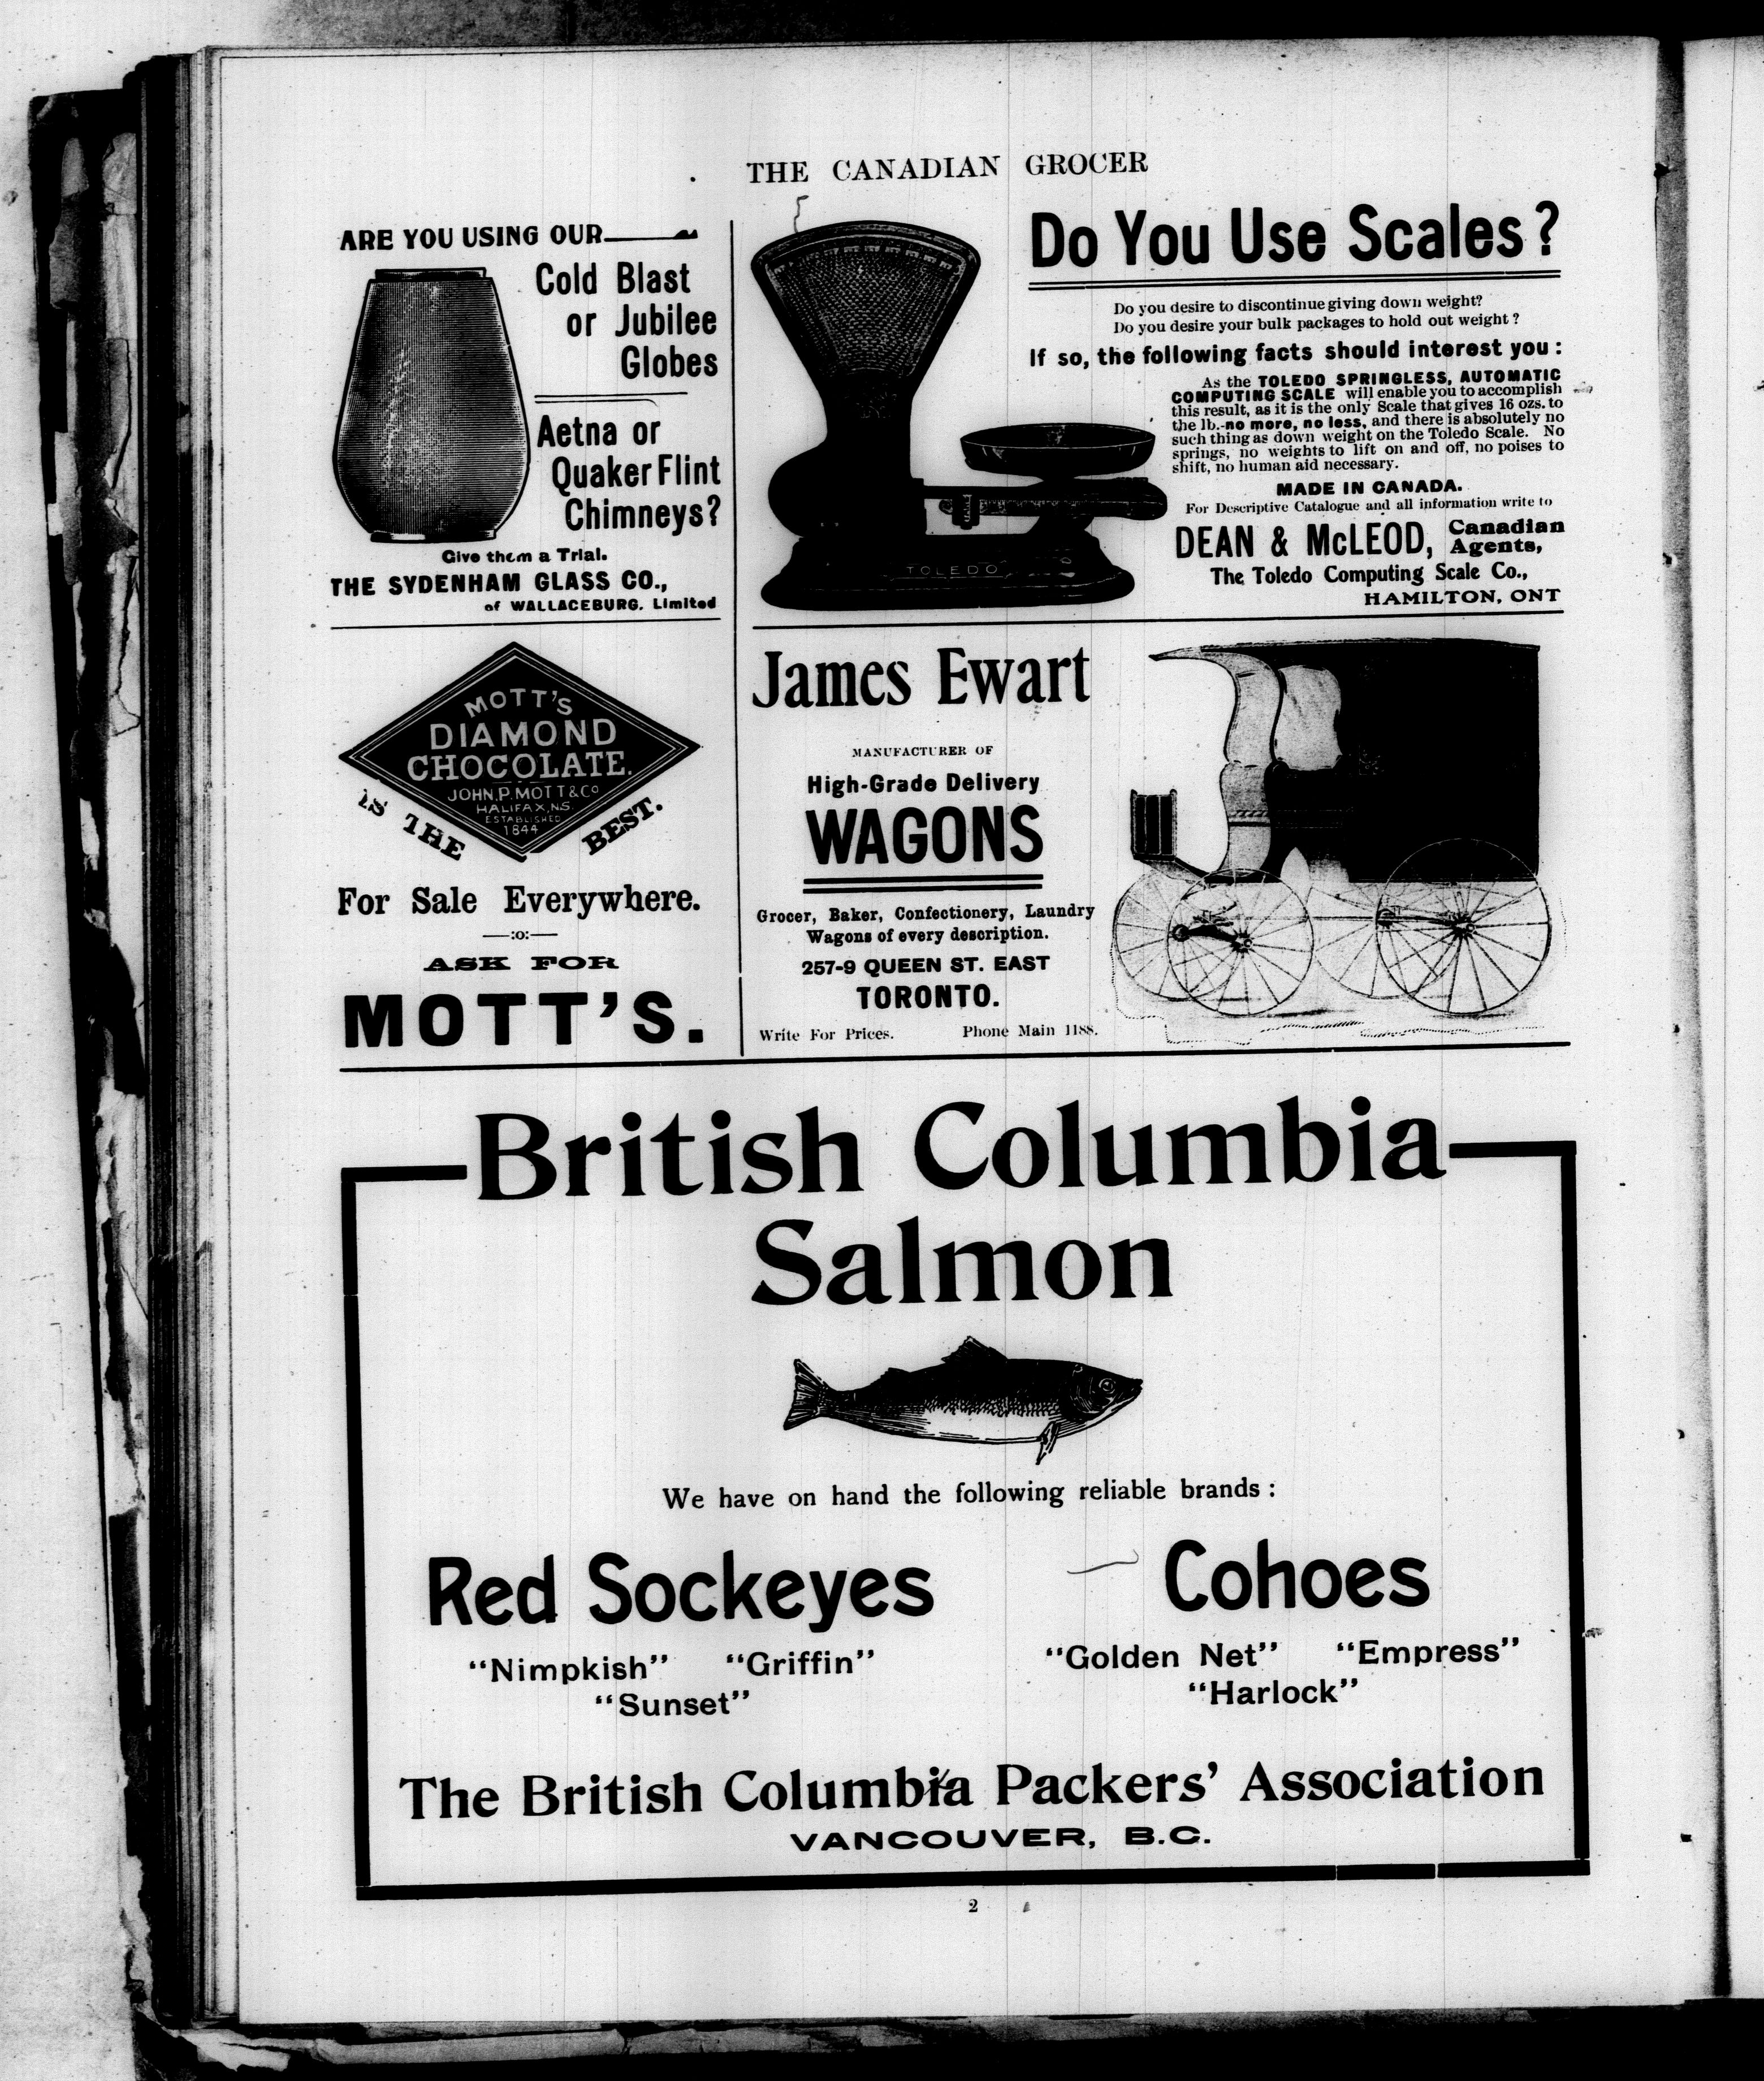 THE CANADIAN GROCER
ARE YOU USING OUR
Cold Blast
or Jubilee
Globes
Aetna or
Quaker Flint
Chimneys?
Give them a Trial.
THE SYDENHAM GLASS CO.,
of WALLACEBURG, Limited
TOLEDO
Do You Use Scales?
Do you desire to discontinue giving down weight?
Do you desire your bulk packages to hold out weight?
If so, the following facts should interest you:
As the TOLEDO SPRINGLESS, AUTOMATIC
COMPUTING SCALE will enable you to accomplish
this result, as it is the only Scale that gives 16 ozs. to
the lb.-no more, no less, and there is absolutely no
such thing as down weight on the Toledo Scale. No
springs, no weights to lift on and off, no poises to
shift, no human aid necessary.
MADE IN CANADA.
For Descriptive Catalogue and all information write to
DEAN & McLEOD, Canadian
Agents,
The Toledo Computing Scale Co.,
HAMILTON, ONT
MOTT'S
DIAMOND
CHOCOLATE.
JOHN. P. MOTT & Co
HALIFAX, N.S.
ESTABLISHED
1844
IS THE BEST.
For Sale Everywhere.
—:o:—
ASK FOR
MOTT'S.
James Ewart
MANUFACTURER OF
High-Grade Delivery
WAGONS
Grocer, Baker, Confectionery, Laundry
Wagons of every description.
257-9 QUEEN ST. EAST
TORONTO.
Write For Prices. Phone Main 1188.
British Columbia
Salmon
We have on hand the following reliable brands:
Red Sockeyes
"Nimpkish" "Griffin"
"Sunset"
Cohoes
"Golden Net" "Empress"
"Harlock"
The British Columbia Packers' Association
VANCOUVER, B.C.
2